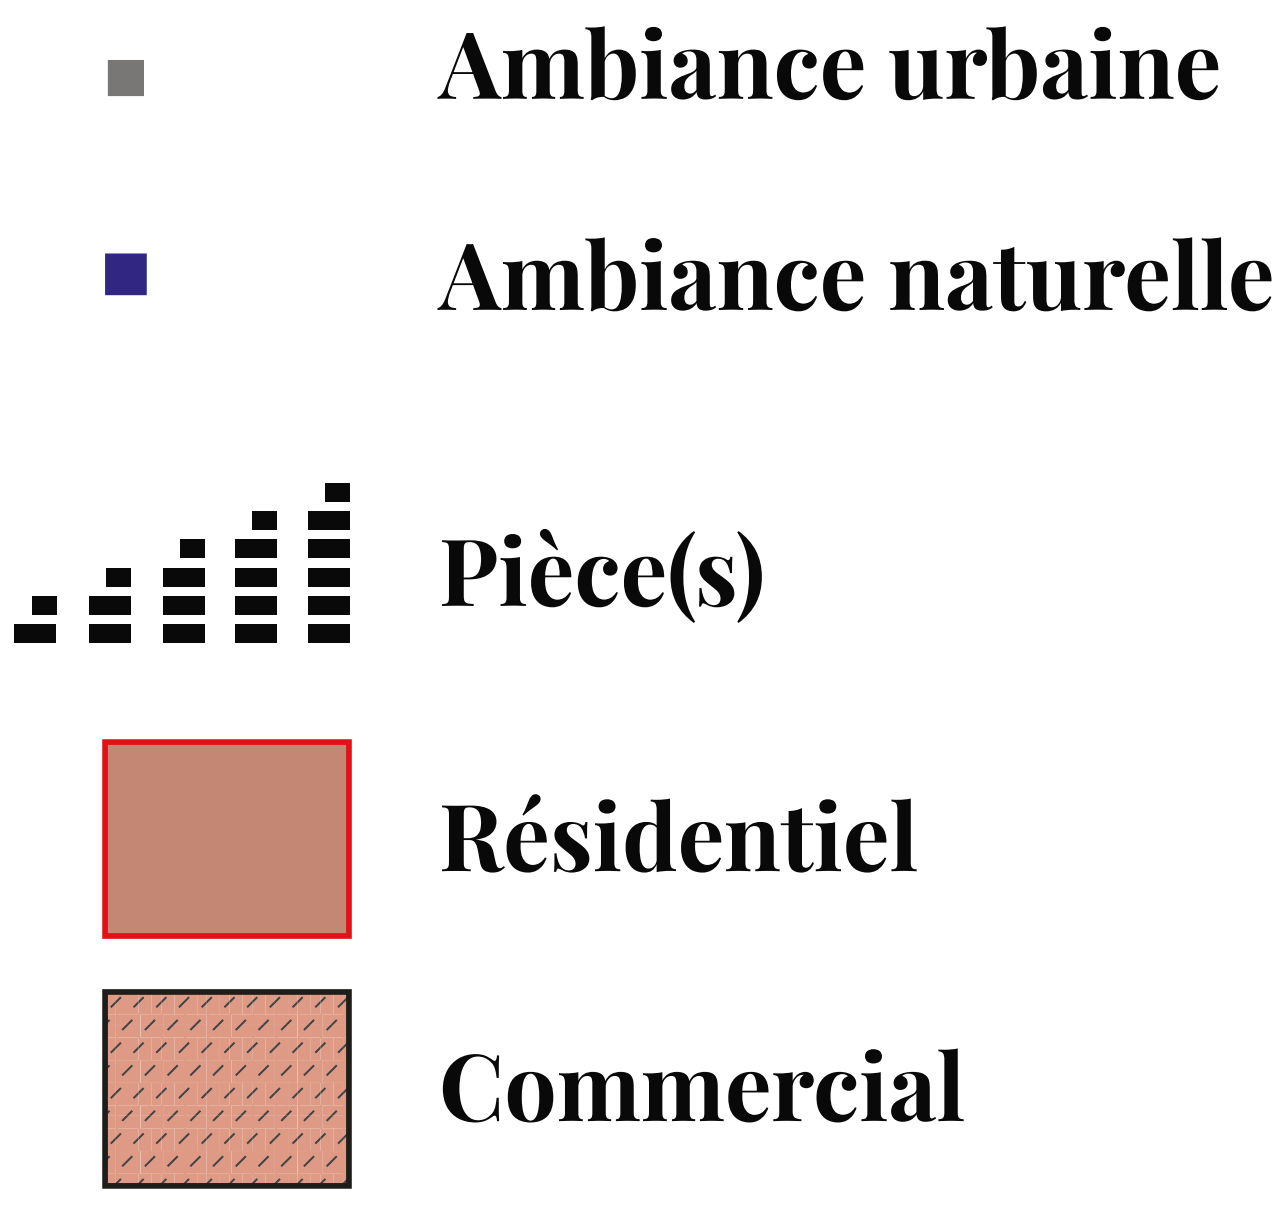 Ambiance urbaine
Ambiance naturelle
Pièce(s)
Résidentiel
Commercial